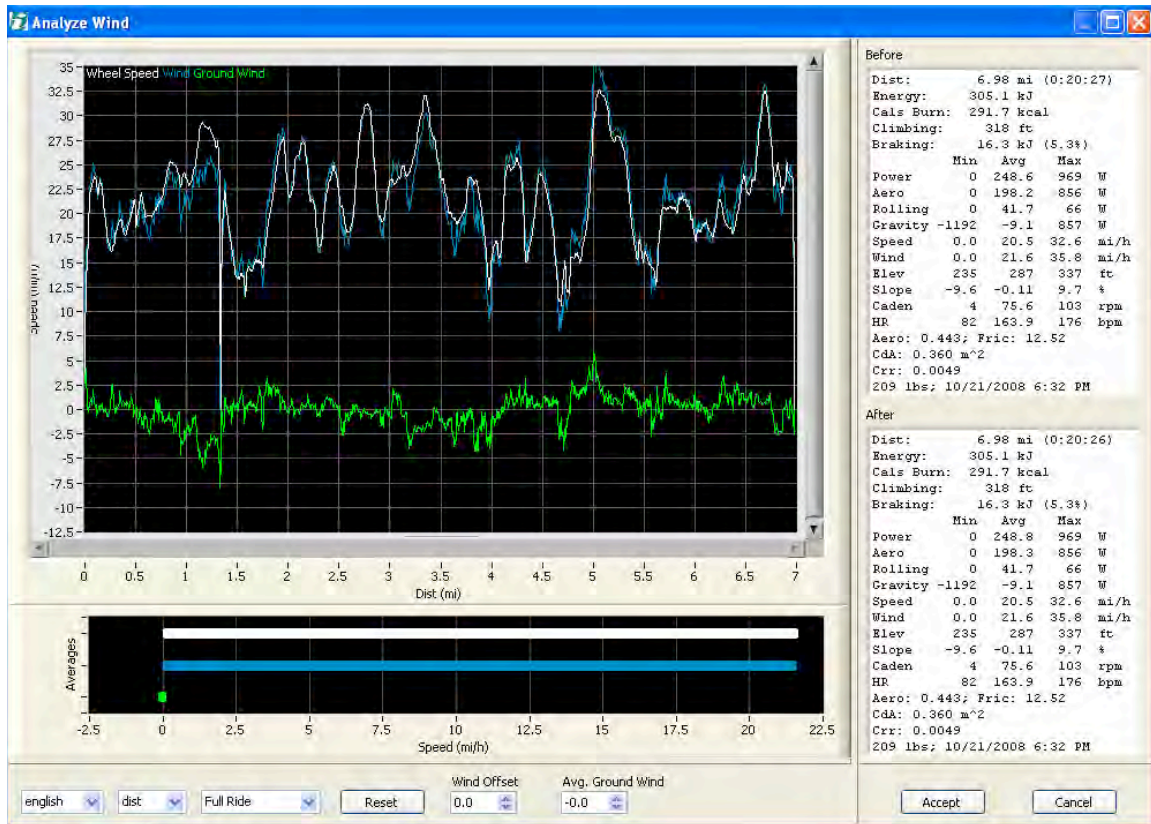 Analyze Wind
Wheel Speed Wind Ground Wind
35
32.5
30
27.5
25
22.5
20
17.5
15
12.5
10
7.5
5
2.5
0
-2.5
-5
-7.5
-10
-12.5
0 0.5 1 1.5 2 2.5 3 3.5 4 4.5 5 5.5 6 6.5 7
Dist (mi)
Averages
-2.5 0 2.5 5 7.5 10 12.5 15 17.5 20 22.5
Speed (mi/h)
Wind Offset Avg. Ground Wind
english dist Full Ride Reset 0.0 -0.0
Before
Dist: 6.98 mi (0:20:27)
Energy: 305.1 kJ
Cals Burn: 291.7 kcal
Climbing: 318 ft
Braking: 16.3 kJ (5.3%)
Min Avg Max
Power 0 248.6 969 W
Aero 0 198.2 856 W
Rolling 0 41.7 66 W
Gravity -1192 -9.1 857 W
Speed 0.0 20.5 32.6 mi/h
Wind 0.0 21.6 35.8 mi/h
Elev 235 287 337 ft
Slope -9.6 -0.11 9.7 %
Caden 4 75.6 103 rpm
HR 82 163.9 176 bpm
Aero: 0.443; Fric: 12.52
CdA: 0.360 m^2
Crr: 0.0049
209 lbs; 10/21/2008 6:32 PM
After
Dist: 6.98 mi (0:20:26)
Energy: 305.1 kJ
Cals Burn: 291.7 kcal
Climbing: 318 ft
Braking: 16.3 kJ (5.3%)
Min Avg Max
Power 0 248.8 969 W
Aero 0 198.3 856 W
Rolling 0 41.7 66 W
Gravity -1192 -9.1 857 W
Speed 0.0 20.5 32.6 mi/h
Wind 0.0 21.6 35.8 mi/h
Elev 235 287 337 ft
Slope -9.6 -0.11 9.7 %
Caden 4 75.6 103 rpm
HR 82 163.9 176 bpm
Aero: 0.443; Fric: 12.52
CdA: 0.360 m^2
Crr: 0.0049
209 lbs; 10/21/2008 6:32 PM
Accept Cancel